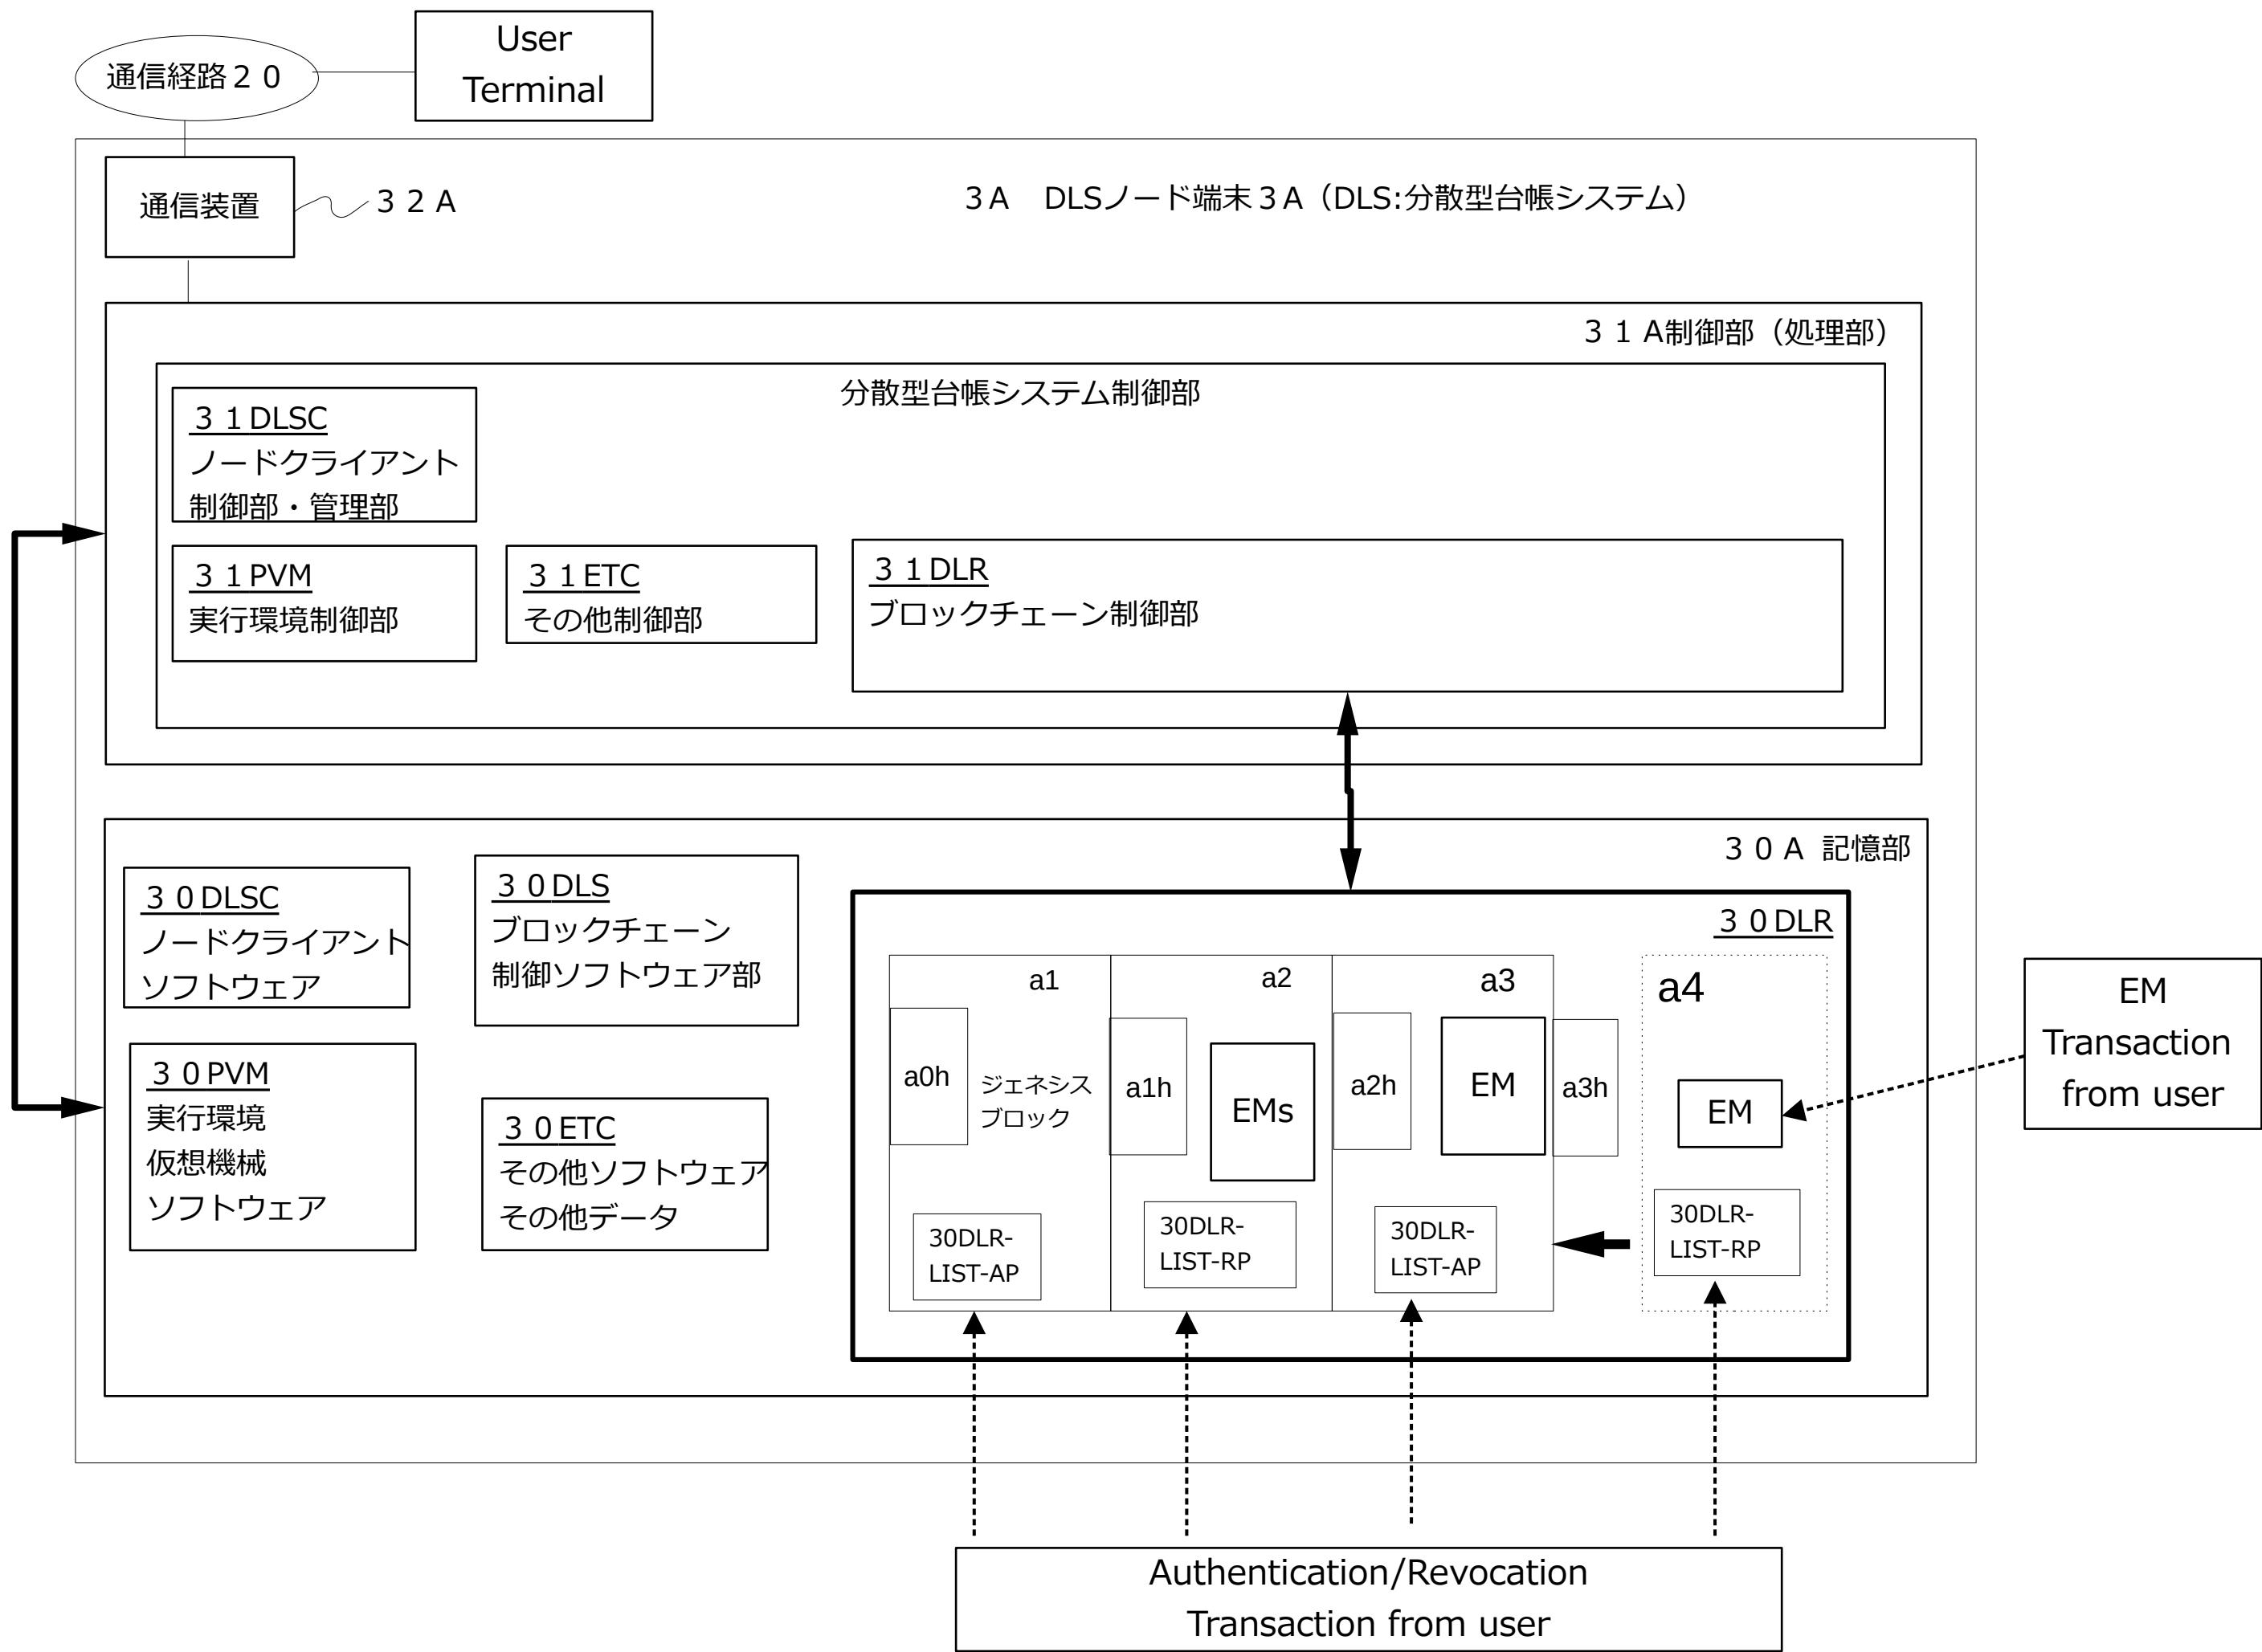 User
Terminal
通信経路２０
通信装置
３２A
３A　DLSノード端末３A（DLS:分散型台帳システム）
３１A制御部（処理部）
分散型台帳システム制御部
３１DLSC
ノードクライアント
制御部・管理部
３１PVM
実行環境制御部
３１ETC
その他制御部
３１DLR
ブロックチェーン制御部
３０A 記憶部
３０DLSC
ノードクライアント
ソフトウェア
３０DLS
ブロックチェーン
制御ソフトウェア部
３０PVM
実行環境
仮想機械
ソフトウェア
３０ETC
その他ソフトウェア
その他データ
３０DLR
a1
a0h
ジェネシス
ブロック
30DLR-
LIST-AP
a2
a1h
EMs
30DLR-
LIST-RP
a3
a2h
EM
30DLR-
LIST-AP
a3h
a4
EM
30DLR-
LIST-RP
EM
Transaction
from user
Authentication/Revocation
Transaction from user